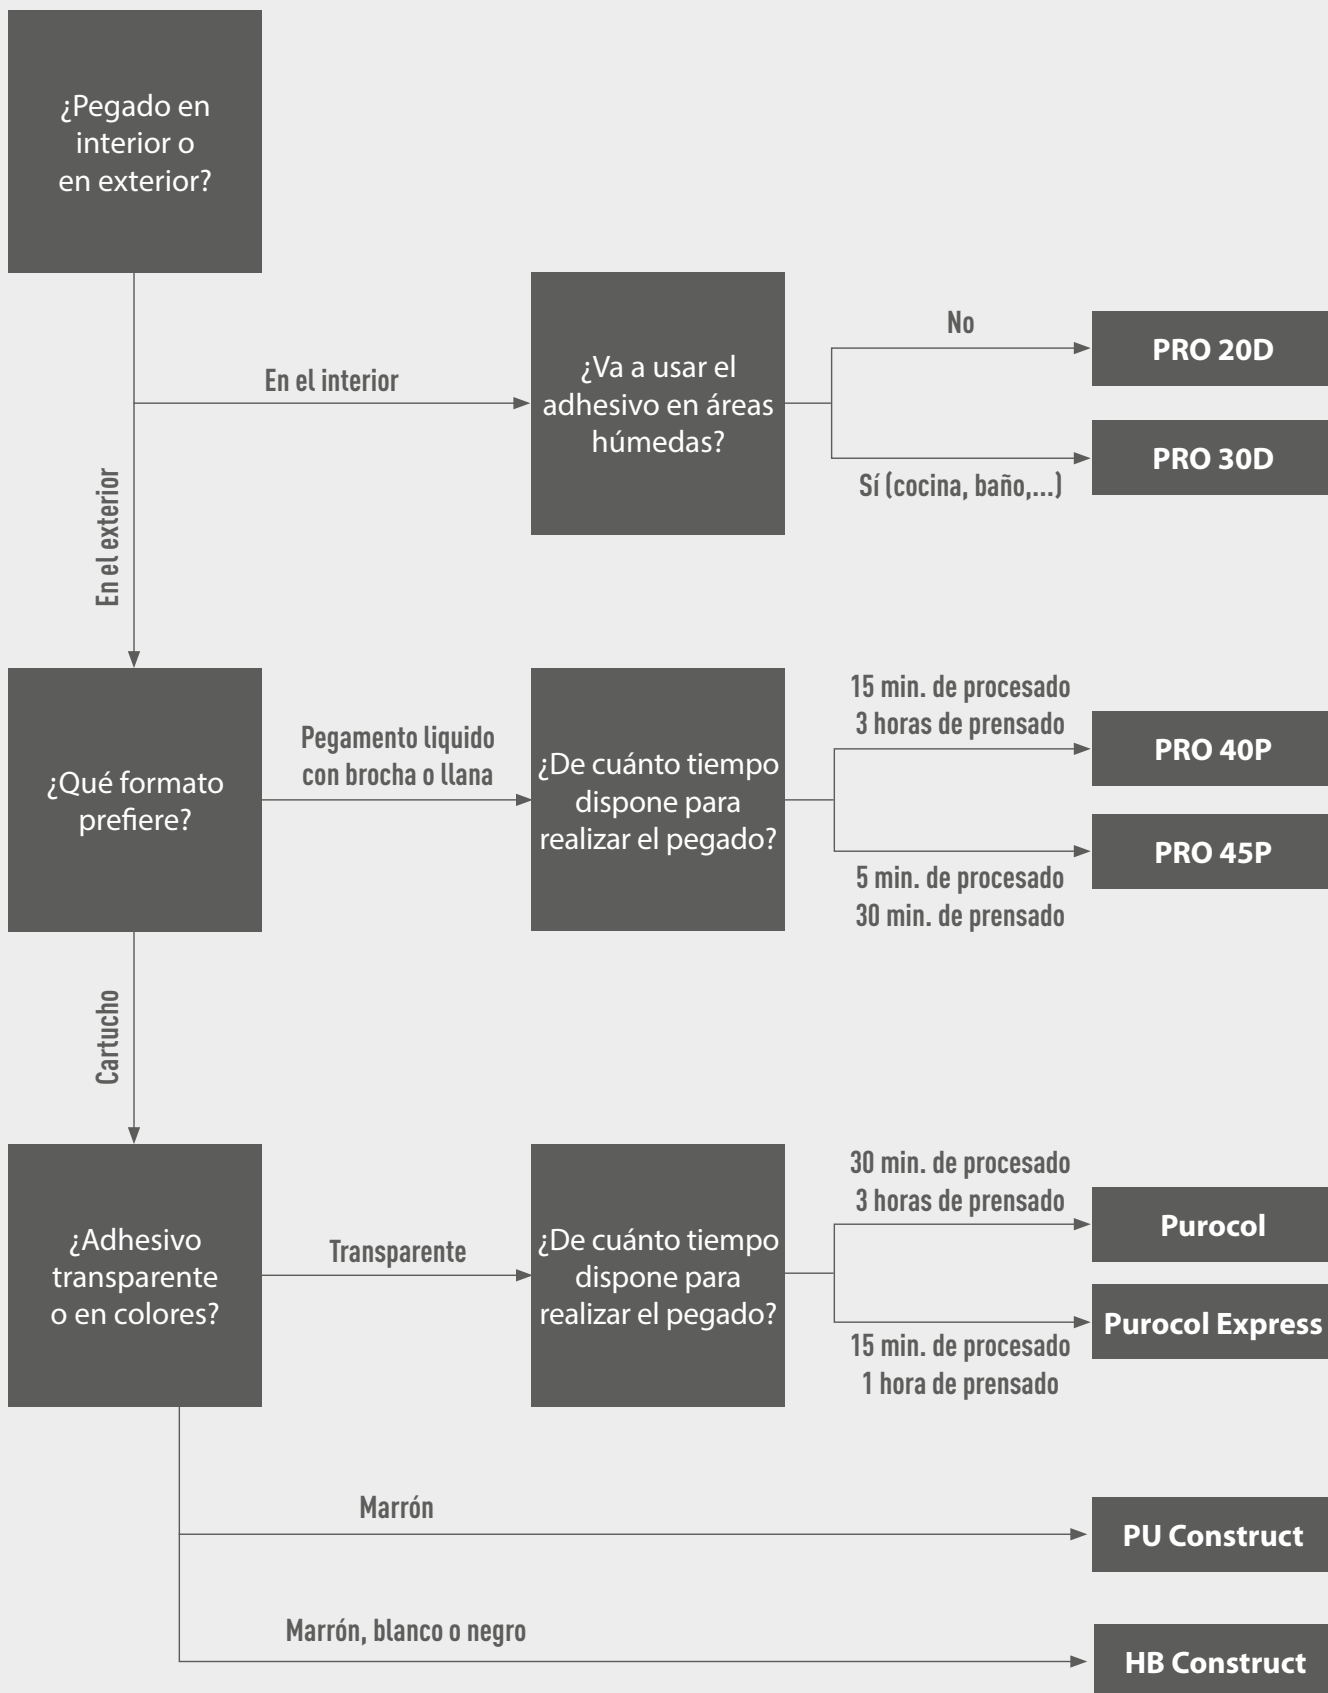 ¿Pegado en
interior o
en exterior?
En el interior
¿Va a usar el
adhesivo en áreas
húmedas?
No
PRO 20D
Sí (cocina, baño,...)
PRO 30D
En el exterior
¿Qué formato
prefiere?
Pegamento liquido
con brocha o llana
¿De cuánto tiempo
dispone para
realizar el pegado?
15 min. de procesado
3 horas de prensado
PRO 40P
PRO 45P
5 min. de procesado
30 min. de prensado
Cartucho
¿Adhesivo
transparente
o en colores?
Transparente
¿De cuánto tiempo
dispone para
realizar el pegado?
30 min. de procesado
3 horas de prensado
Purocol
Purocol Express
15 min. de procesado
1 hora de prensado
Marrón
PU Construct
Marrón, blanco o negro
HB Construct